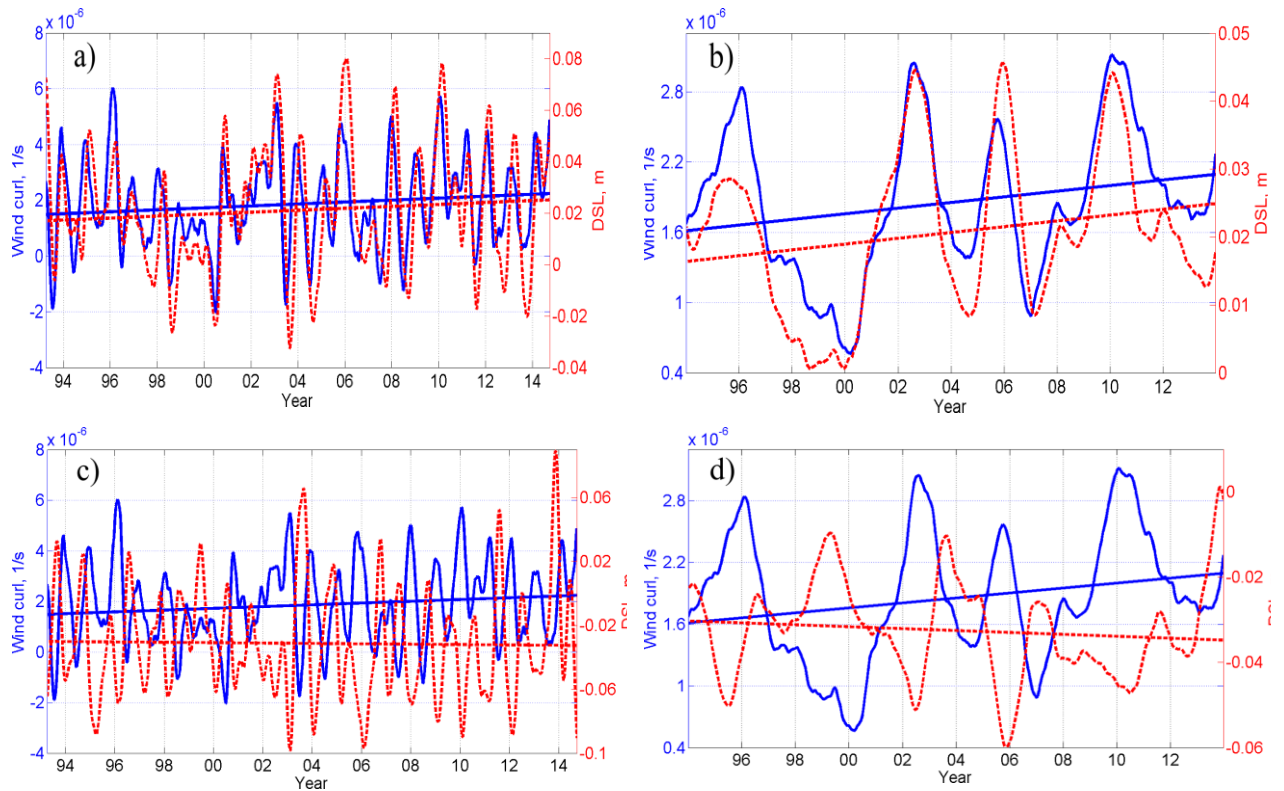 x 10^-6
a)
8
6
4
2
0
-2
-4
Wind curl, 1/s
0.08
0.06
0.04
0.02
0
-0.02
-0.04
DSL, m
94 96 98 00 02 04 06 08 10 12 14
Year
x 10^-6
b)
2.8
2.2
1.6
1
0.4
Wind curl, 1/s
0.05
0.04
0.03
0.02
0.01
0
DSL, m
96 98 00 02 04 06 08 10 12
Year
x 10^-6
c)
8
6
4
2
0
-2
-4
Wind curl, 1/s
0.06
0.02
-0.02
-0.06
-0.1
DSL, m
94 96 98 00 02 04 06 08 10 12 14
Year
x 10^-6
d)
2.8
2.2
1.6
1
0.4
Wind curl, 1/s
0
-0.02
-0.04
-0.06
96 98 00 02 04 06 08 10 12
Year